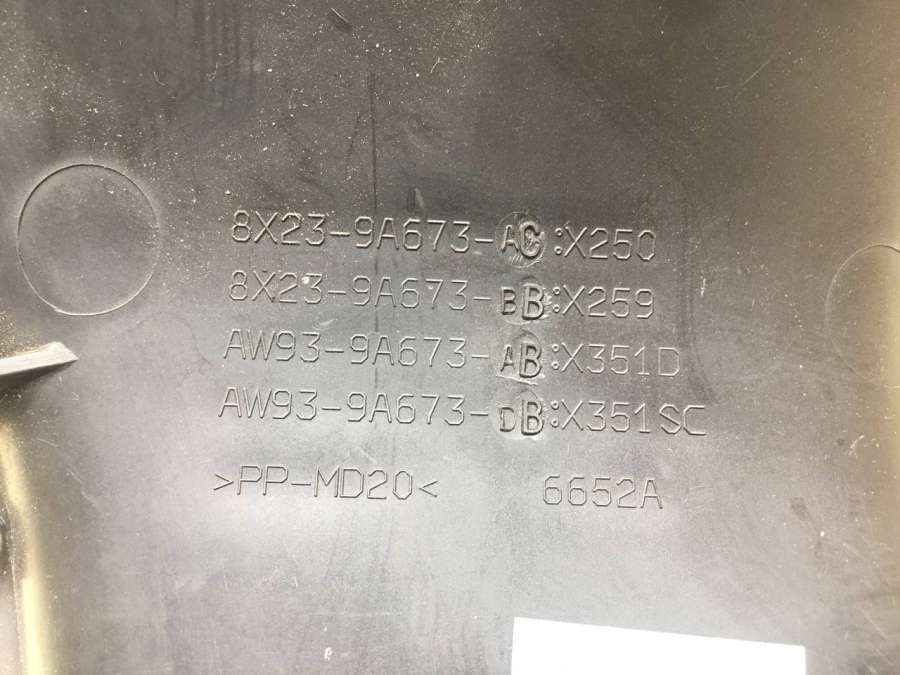 8X23-9A673-AC:X250
8X23-9A673-BB:X259
AW93-9A673-AB:X351D
AW93-9A673-DB:X351SC
>PP-MD20< 6652A